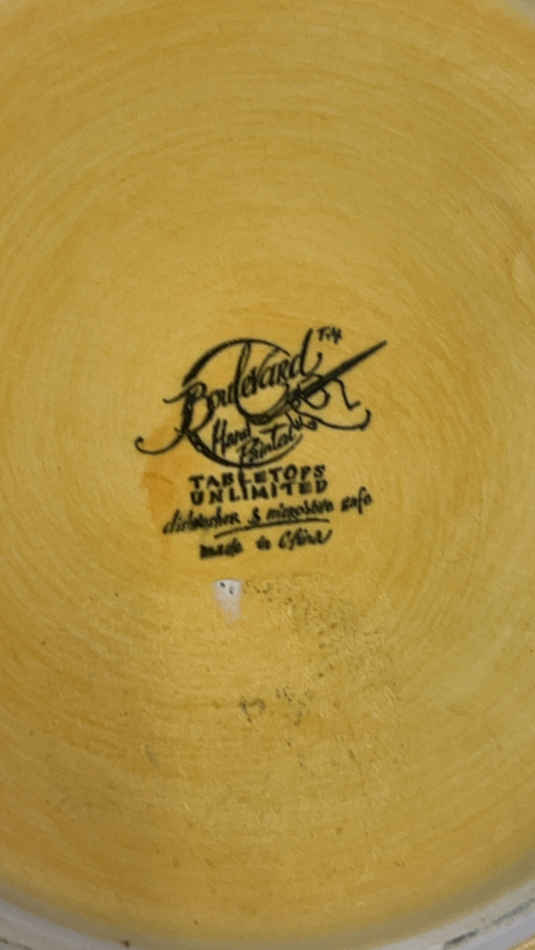 Boulevard TM
Hand
Painted
TABLETOPS
UNLIMITED
dishwasher & microwave safe
made in China